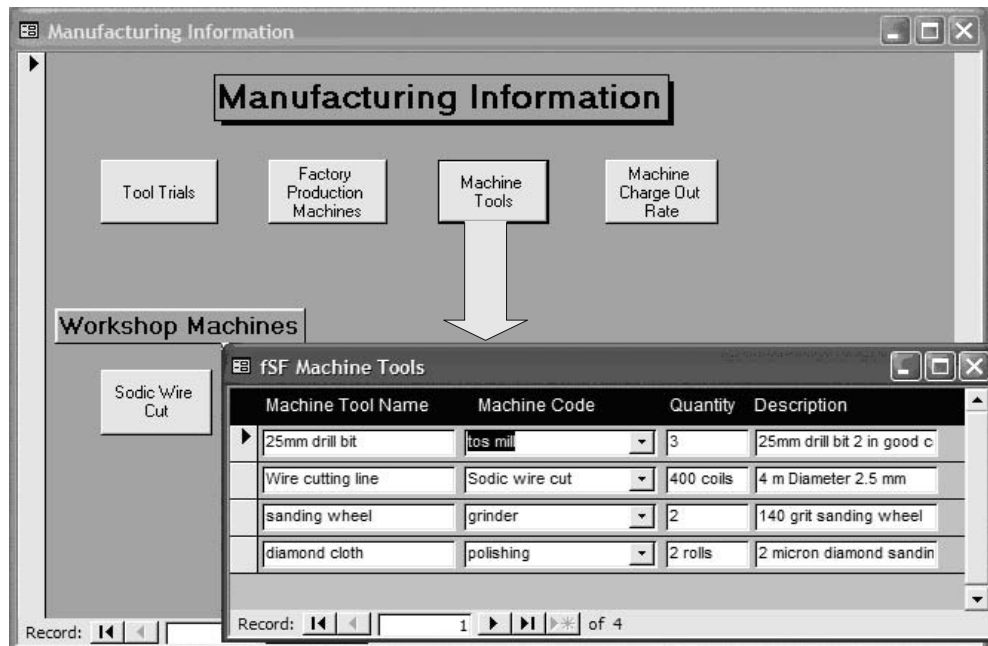 Manufacturing Information
Manufacturing Information
Tool Trials
Factory
Production
Machines
Machine
Tools
Machine
Charge Out
Rate
Workshop Machines
Sodic Wire
Cut
fSF Machine Tools
Machine Tool Name Machine Code Quantity Description
25mm drill bit tos mill 3 25mm drill bit 2 in good c
Wire cutting line Sodic wire cut 400 coils 4 m Diameter 2.5 mm
sanding wheel grinder 2 140 grit sanding wheel
diamond cloth polishing 2 rolls 2 micron diamond sandin
Record: 1 of 4
Record: